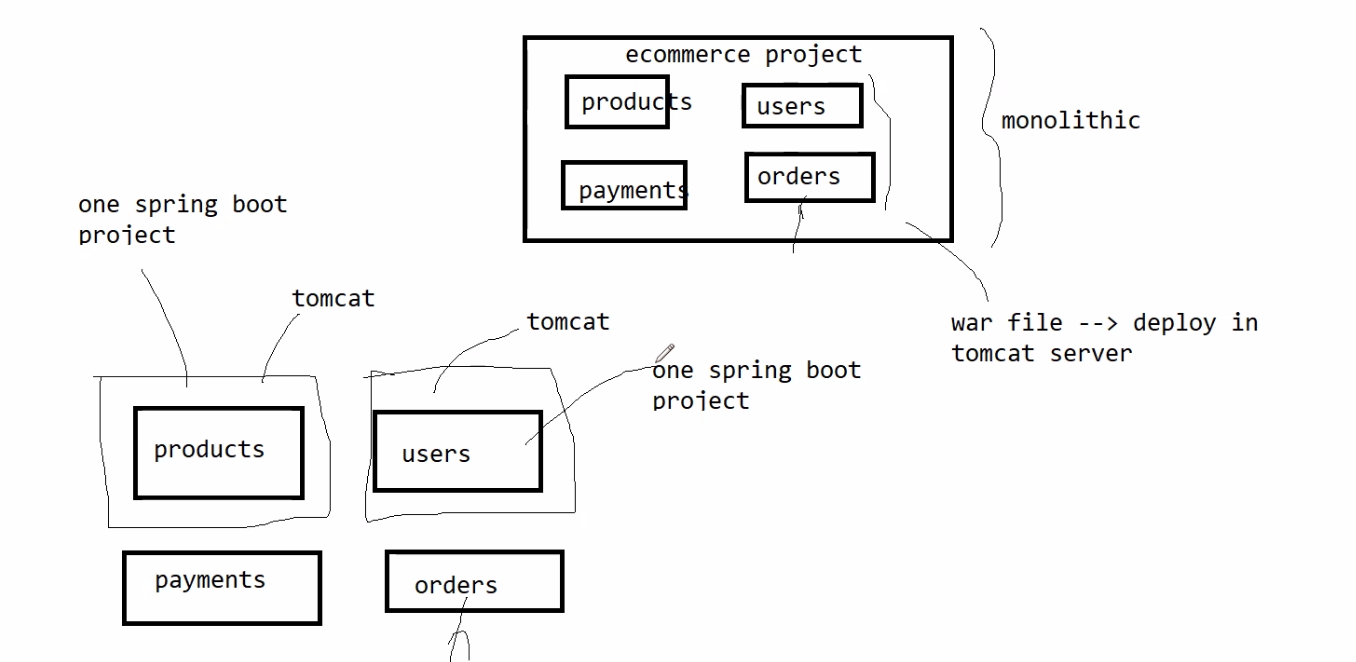 ecommerce project
products
users
monolithic
payments
orders
one spring boot
project
tomcat
tomcat
war file --> deploy in
tomcat server
one spring boot
project
products
users
payments
orders